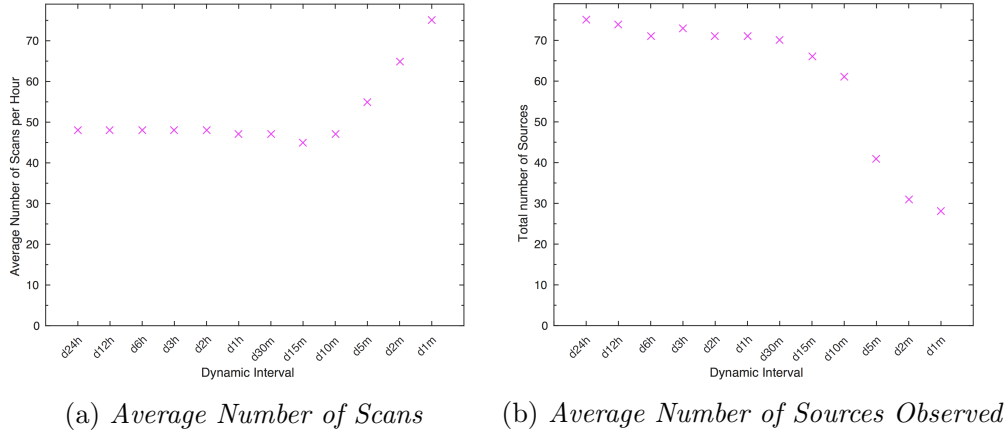 Average Number of Scans per Hour
70
60
50
40
30
20
10
0
d24h
d12h
d6h
d3h
d2h
d1h
d30m
d15m
d10m
d5m
d2m
d1m
Dynamic Interval
(a) Average Number of Scans
Total number of Sources
70
60
50
40
30
20
10
0
d24h
d12h
d6h
d3h
d2h
d1h
d30m
d15m
d10m
d5m
d2m
d1m
Dynamic Interval
(b) Average Number of Sources Observed